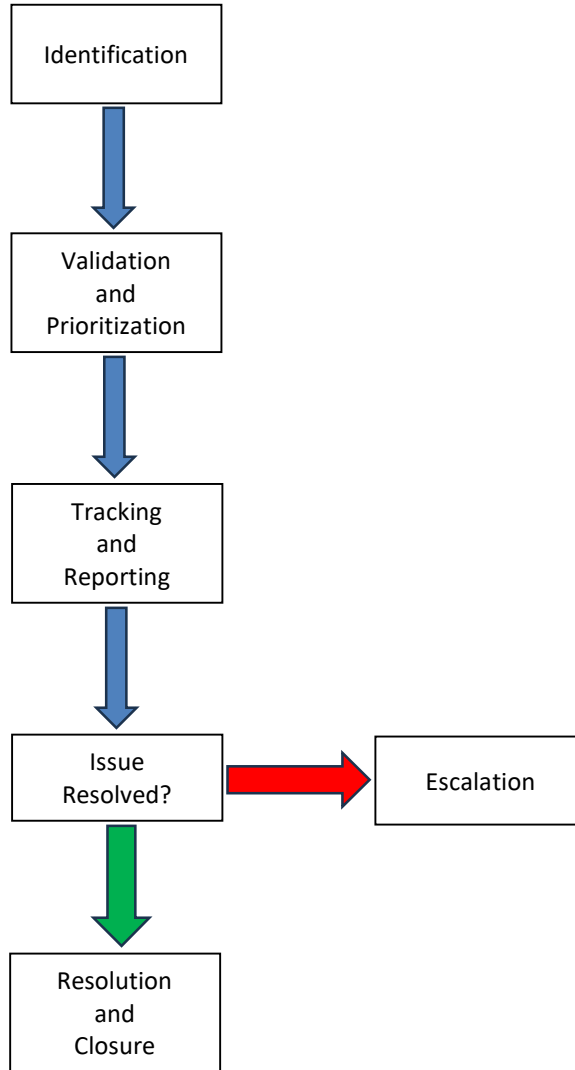 Identification
Validation
and
Prioritization
Tracking
and
Reporting
Issue
Resolved?
Escalation
Resolution
and
Closure